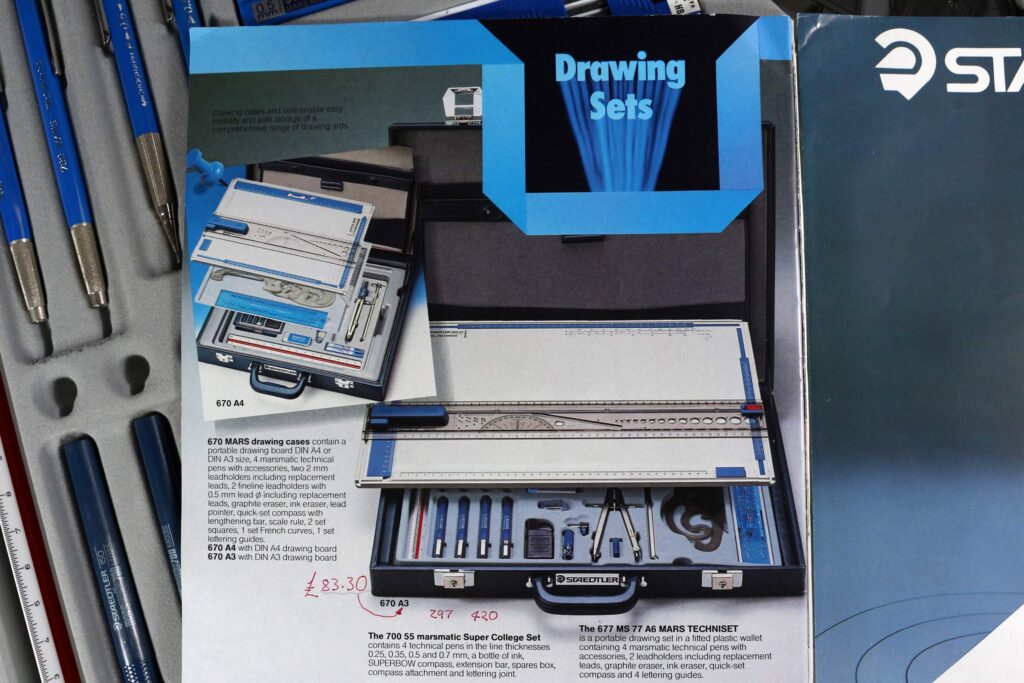 0.5
mm
HB
Drawing
Sets
STA
Drawing cases and sets enable easy
mobility and safe storage of a
comprehensive range of drawing aids.
670 A4
670 MARS drawing cases contain a
portable drawing board DIN A4 or
DIN A3 size, 4 marsmatic technical
pens with accessories, two 2 mm
leadholders including replacement
leads, 2 fineline leadholders with
0.5 mm lead ø including replacement
leads, graphite eraser, ink eraser, lead
pointer, quick-set compass with
lengthening bar, scale rule, 2 set
squares, 1 set French curves, 1 set
lettering guides.
670 A4 with DIN A4 drawing board
670 A3 with DIN A3 drawing board
£ 83.30
STAEDTLER
670 A3
297 420
The 700 55 marsmatic Super College Set
contains 4 technical pens in the line thicknesses
0.25, 0.35, 0.5 and 0.7 mm, a bottle of ink,
SUPERBOW compass, extension bar, spares box,
compass attachment and lettering joint.
The 677 MS 77 A6 MARS TECHNISET
is a portable drawing set in a fitted plastic wallet
containing 4 marsmatic technical pens with
accessories, 2 leadholders including replacement
leads, graphite eraser, ink eraser, quick-set
compass and 4 lettering guides.
STAEDTLER